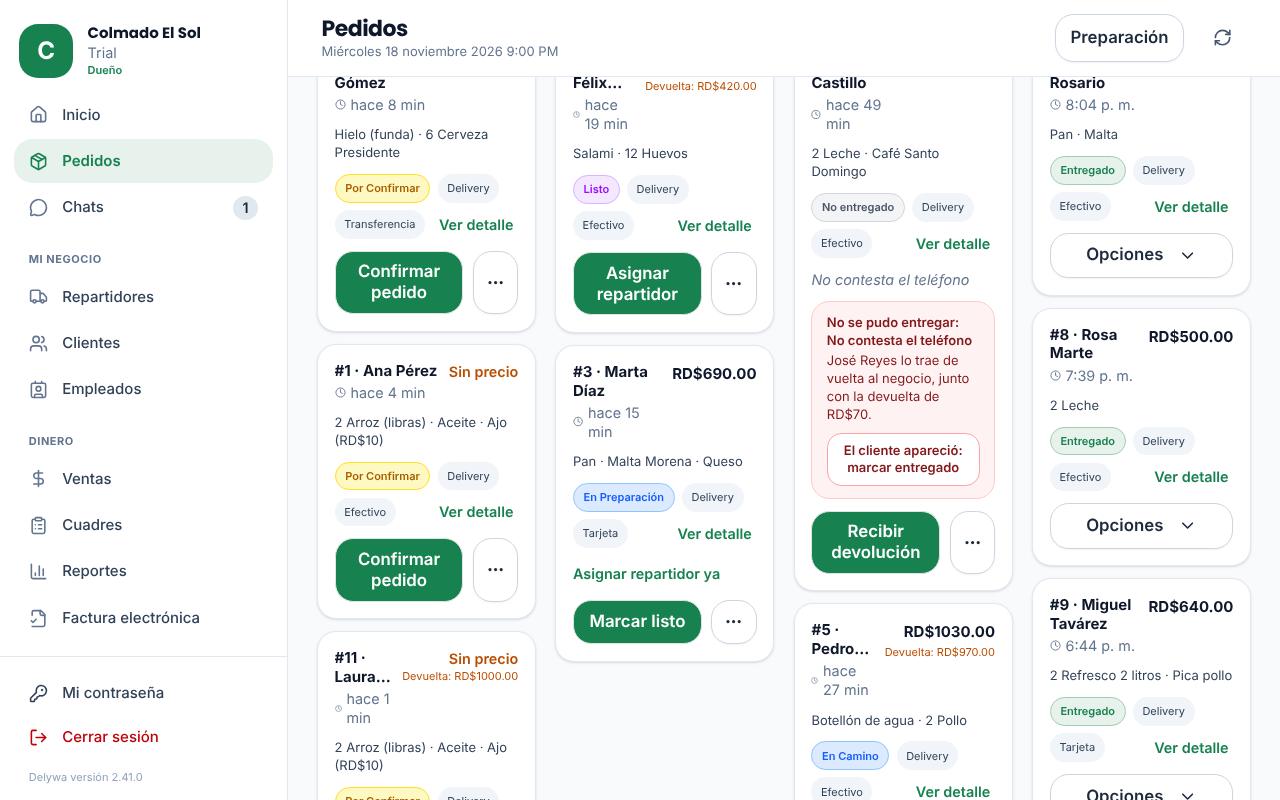 C
Colmado El Sol
Trial
Dueño
Inicio
Pedidos
Chats
1
MI NEGOCIO
Repartidores
Clientes
Empleados
DINERO
Ventas
Cuadres
Reportes
Factura electrónica
Mi contraseña
Cerrar sesión
Delywa versión 2.41.0
Pedidos
Miércoles 18 noviembre 2026 9:00 PM
Preparación
Gómez
hace 8 min
Hielo (funda) · 6 Cerveza
Presidente
Por Confirmar
Delivery
Transferencia
Ver detalle
Confirmar
pedido
...
#1 · Ana Pérez
Sin precio
hace 4 min
2 Arroz (libras) · Aceite · Ajo
(RD$10)
Por Confirmar
Delivery
Efectivo
Ver detalle
Confirmar
pedido
...
#11 ·
Laura...
Sin precio
Devuelta: RD$1000.00
hace 1
min
2 Arroz (libras) · Aceite · Ajo
(RD$10)
Por Confirmar
Delivery
Félix...
Devuelta: RD$420.00
hace
19 min
Salami · 12 Huevos
Listo
Delivery
Efectivo
Ver detalle
Asignar
repartidor
...
#3 · Marta
Díaz
RD$690.00
hace 15
min
Pan · Malta Morena · Queso
En Preparación
Delivery
Tarjeta
Ver detalle
Asignar repartidor ya
Marcar listo
...
Castillo
hace 49
min
2 Leche · Café Santo
Domingo
No entregado
Delivery
Efectivo
Ver detalle
No contesta el teléfono
No se pudo entregar:
No contesta el teléfono
José Reyes lo trae de
vuelta al negocio, junto
con la devuelta de
RD$70.
El cliente apareció:
marcar entregado
Recibir
devolución
...
#5 ·
Pedro...
RD$1030.00
Devuelta: RD$970.00
hace
27 min
Botellón de agua · 2 Pollo
En Camino
Delivery
Efectivo
Ver detalle
Rosario
8:04 p. m.
Pan · Malta
Entregado
Delivery
Efectivo
Ver detalle
Opciones
#8 · Rosa
Marte
RD$500.00
7:39 p. m.
2 Leche
Entregado
Delivery
Efectivo
Ver detalle
Opciones
#9 · Miguel
Tavárez
RD$640.00
6:44 p. m.
2 Refresco 2 litros · Pica pollo
Entregado
Delivery
Tarjeta
Ver detalle
Opciones